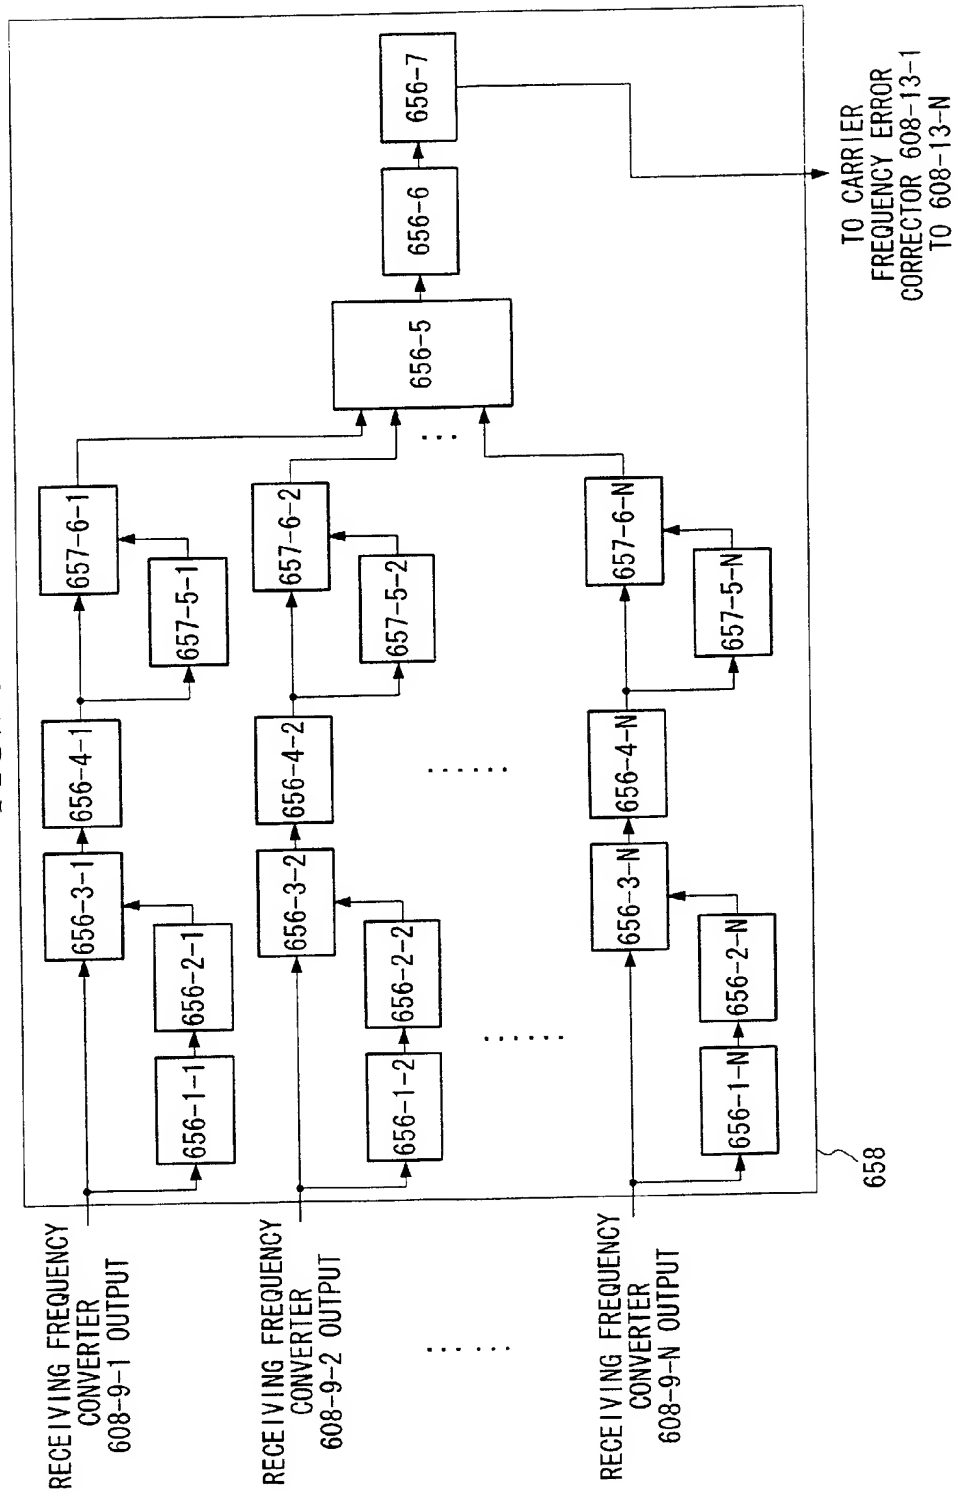 RECEIVING FREQUENCY
CONVERTER
608-9-1 OUTPUT
656-1-1
656-2-1
656-3-1
656-4-1
657-5-1
657-6-1
RECEIVING FREQUENCY
CONVERTER
608-9-2 OUTPUT
656-1-2
656-2-2
656-3-2
656-4-2
657-5-2
657-6-2
......
......
......
...
RECEIVING FREQUENCY
CONVERTER
608-9-N OUTPUT
656-1-N
656-2-N
656-3-N
656-4-N
657-5-N
657-6-N
656-5
656-6
656-7
658
TO CARRIER
FREQUENCY ERROR
CORRECTOR 608-13-1
TO 608-13-N